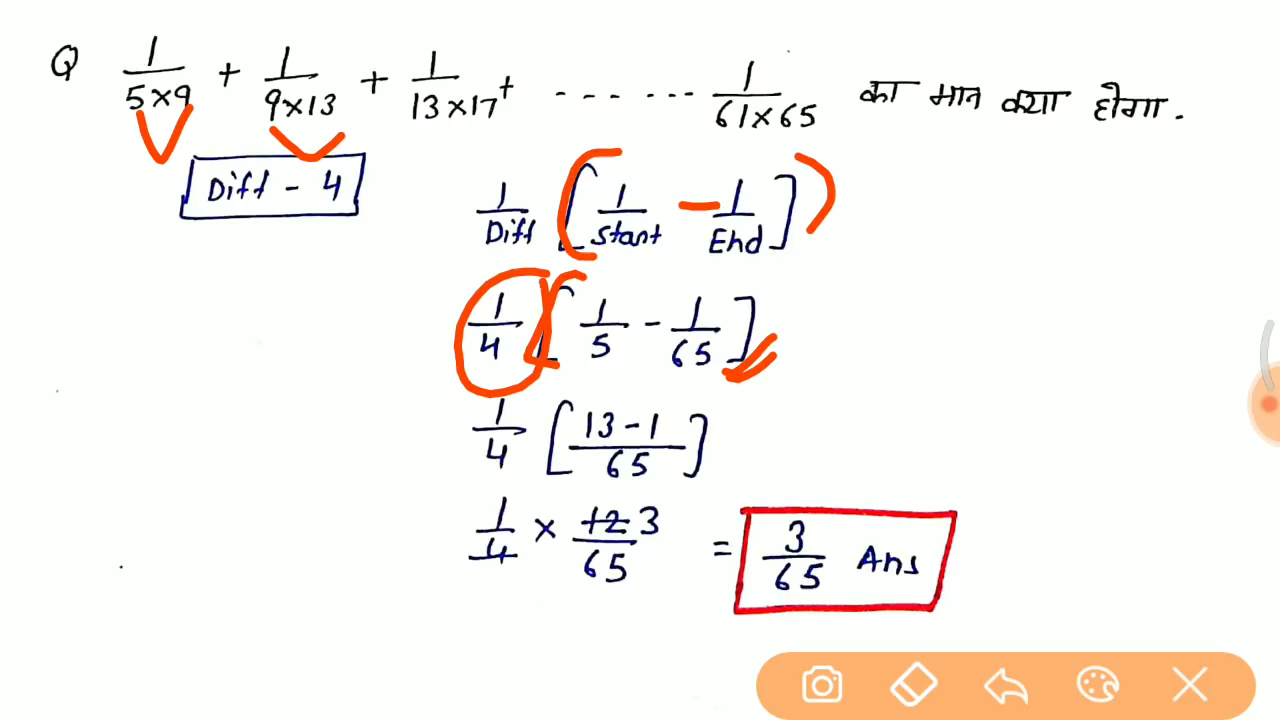 Q 1/(5×9) + 1/(9×13) + 1/(13×17) + ------- 1/(61×65) का मान क्या होगा.
Diff - 4
1/Diff [1/Start - 1/End]
1/4 [1/5 - 1/65]
1/4 [(13-1)/65]
1/4 × 12/65 3 = 3/65 Ans